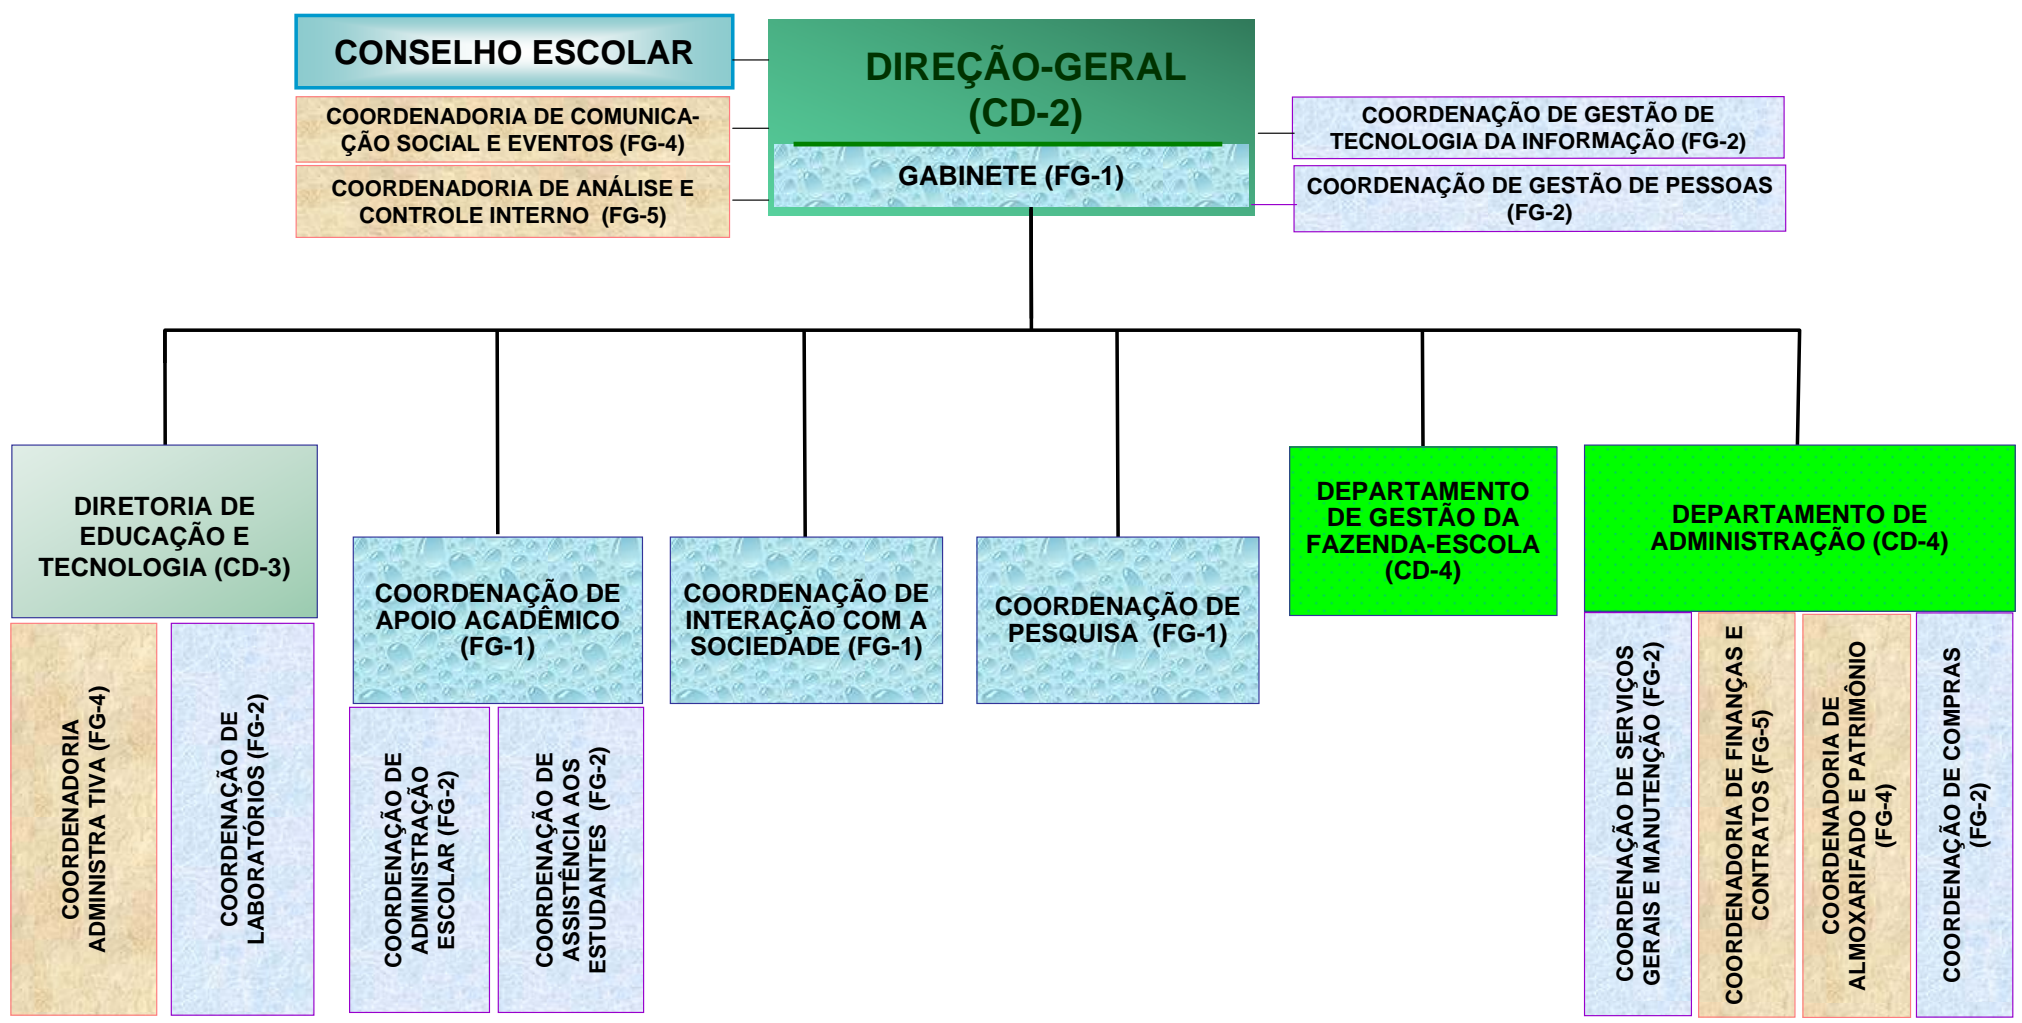 CONSELHO ESCOLAR
COORDENADORIA DE COMUNICA-
ÇÃO SOCIAL E EVENTOS (FG-4)
COORDENADORIA DE ANÁLISE E
CONTROLE INTERNO (FG-5)
DIREÇÃO-GERAL
(CD-2)
GABINETE (FG-1)
COORDENAÇÃO DE GESTÃO DE
TECNOLOGIA DA INFORMAÇÃO (FG-2)
COORDENAÇÃO DE GESTÃO DE PESSOAS
(FG-2)
DIRETORIA DE
EDUCAÇÃO E
TECNOLOGIA (CD-3)
COORDENADORIA
ADMINISTRA TIVA (FG-4)
COORDENAÇÃO DE
LABORATÓRIOS (FG-2)
COORDENAÇÃO DE
APOIO ACADÊMICO
(FG-1)
COORDENAÇÃO DE
ADMINISTRAÇÃO
ESCOLAR (FG-2)
COORDENAÇÃO DE
ASSISTÊNCIA AOS
ESTUDANTES (FG-2)
COORDENAÇÃO DE
INTERAÇÃO COM A
SOCIEDADE (FG-1)
COORDENAÇÃO DE
PESQUISA (FG-1)
DEPARTAMENTO
DE GESTÃO DA
FAZENDA-ESCOLA
(CD-4)
DEPARTAMENTO DE
ADMINISTRAÇÃO (CD-4)
COORDENAÇÃO DE SERVIÇOS
GERAIS E MANUTENÇÃO (FG-2)
COORDENADORIA DE FINANÇAS E
CONTRATOS (FG-5)
COORDENADORIA DE
ALMOXARIFADO E PATRIMÔNIO
(FG-4)
COORDENAÇÃO DE COMPRAS
(FG-2)